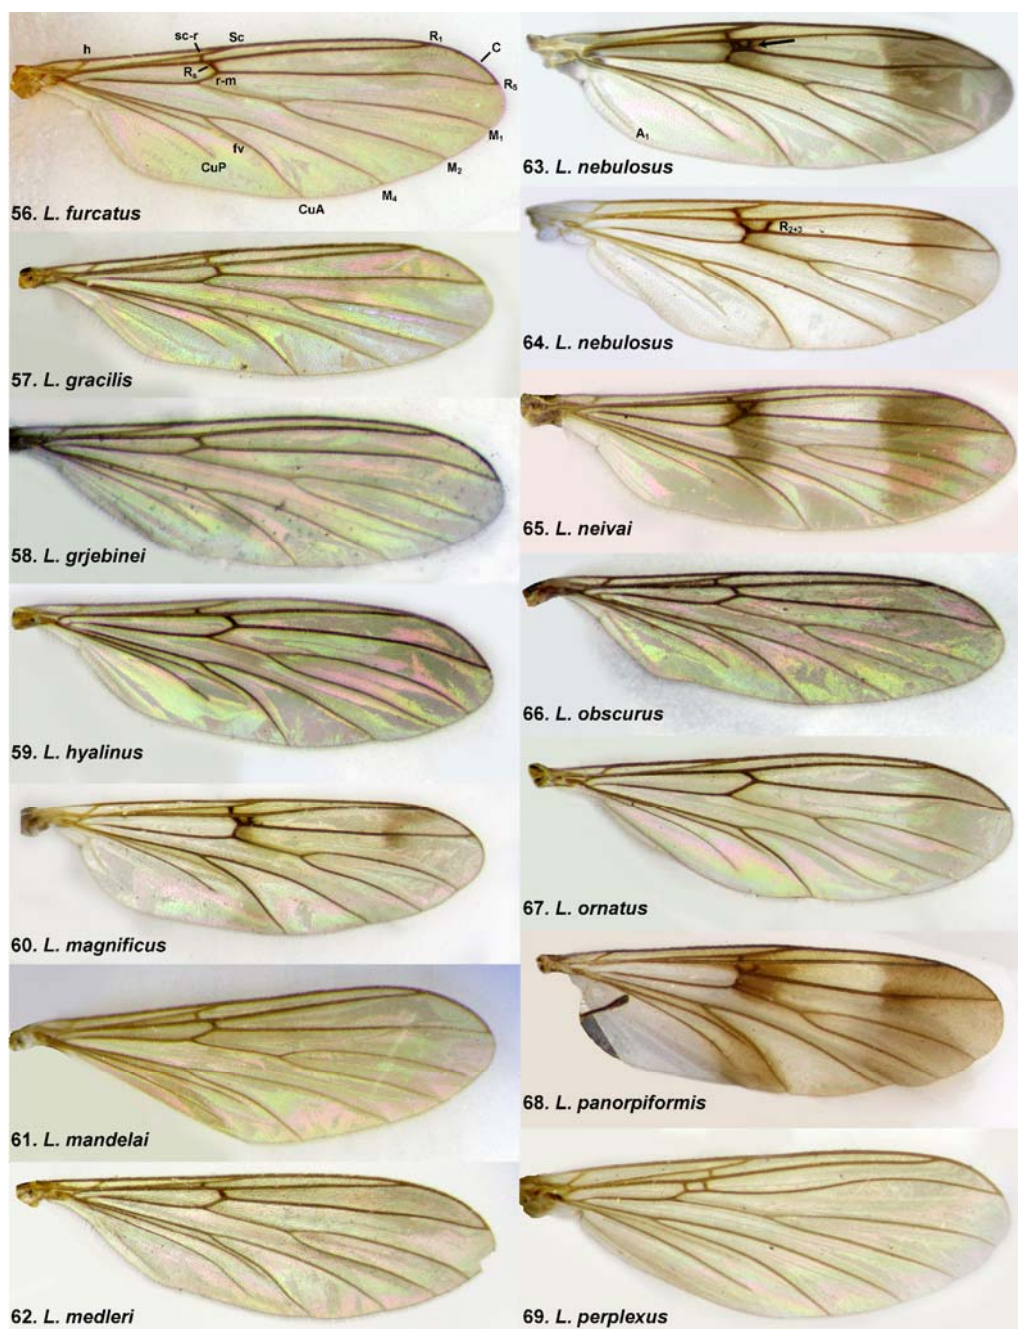 h
sc-r
Sc
R1
C
Rs
r-m
R5
M1
fv
M2
CuP
M4
CuA
56. L. furcatus
57. L. gracilis
58. L. grjebinei
59. L. hyalinus
60. L. magnificus
61. L. mandelai
62. L. medleri
A1
63. L. nebulosus
R2+3
64. L. nebulosus
65. L. neivai
66. L. obscurus
67. L. ornatus
68. L. panorpiformis
69. L. perplexus